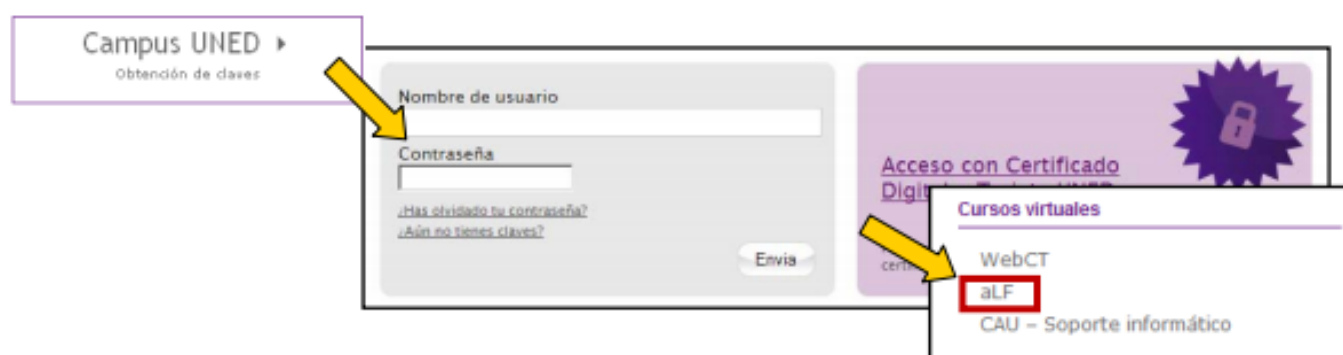 Campus UNED
Obtención de claves
Nombre de usuario
Contraseña
¿Has olvidado tu contraseña?
¿Aún no tienes claves?
Envia
Acceso con Certificado
Cursos virtuales
WebCT
aLF
CAU – Soporte informático